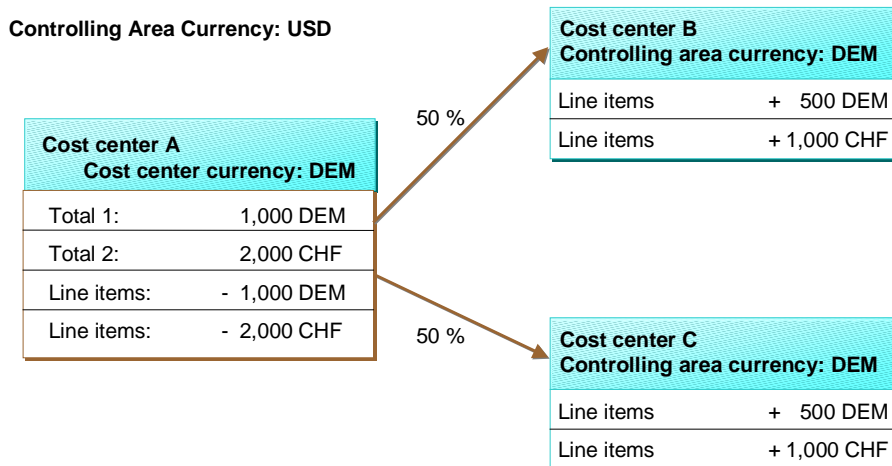 Controlling Area Currency: USD
Cost center B
Controlling area currency: DEM
Line items + 500 DEM
Line items + 1,000 CHF
50 %
Cost center A
Cost center currency: DEM
Total 1: 1,000 DEM
Total 2: 2,000 CHF
Line items: - 1,000 DEM
Line items: - 2,000 CHF
50 %
Cost center C
Controlling area currency: DEM
Line items + 500 DEM
Line items + 1,000 CHF